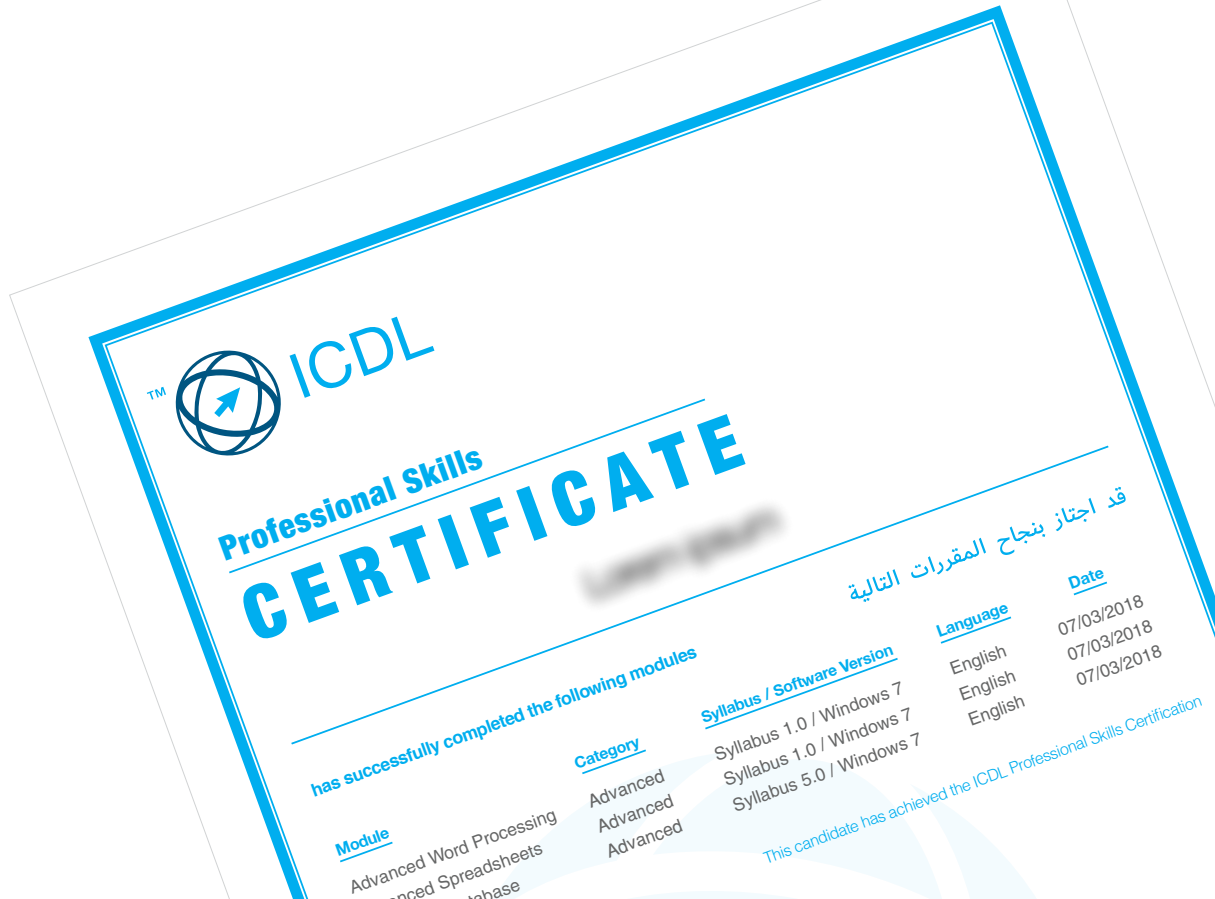 ™ ICDL
Professional Skills
CERTIFICATE
قد اجتاز بنجاح المقررات التالية
has successfully completed the following modules
Module Category Syllabus / Software Version Language Date
Advanced Word Processing Advanced Syllabus 1.0 / Windows 7 English 07/03/2018
Spreadsheets Advanced Syllabus 1.0 / Windows 7 English 07/03/2018
Advanced Syllabus 5.0 / Windows 7 English 07/03/2018
This candidate has achieved the ICDL Professional Skills Certification